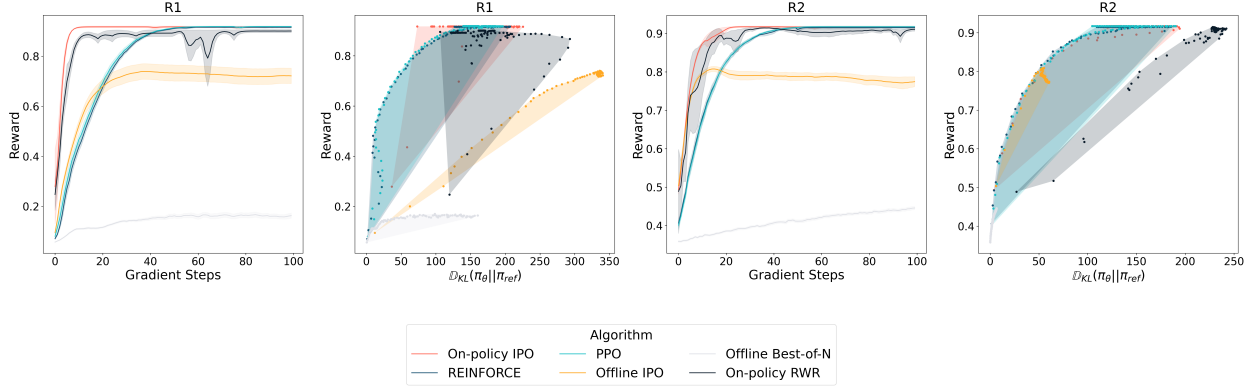 R1
R1
R2
R2
Reward
0.8
0.6
0.4
0.2
0
20
40
60
80
100
Gradient Steps
Reward
0.8
0.6
0.4
0.2
0
50
100
150
200
250
300
350
𝔻KL(πθ||πref)
Reward
0.9
0.8
0.7
0.6
0.5
0.4
0
20
40
60
80
100
Gradient Steps
Reward
0.9
0.8
0.7
0.6
0.5
0.4
0
50
100
150
200
250
𝔻KL(πθ||πref)
Algorithm
On-policy IPO
PPO
Offline Best-of-N
REINFORCE
Offline IPO
On-policy RWR